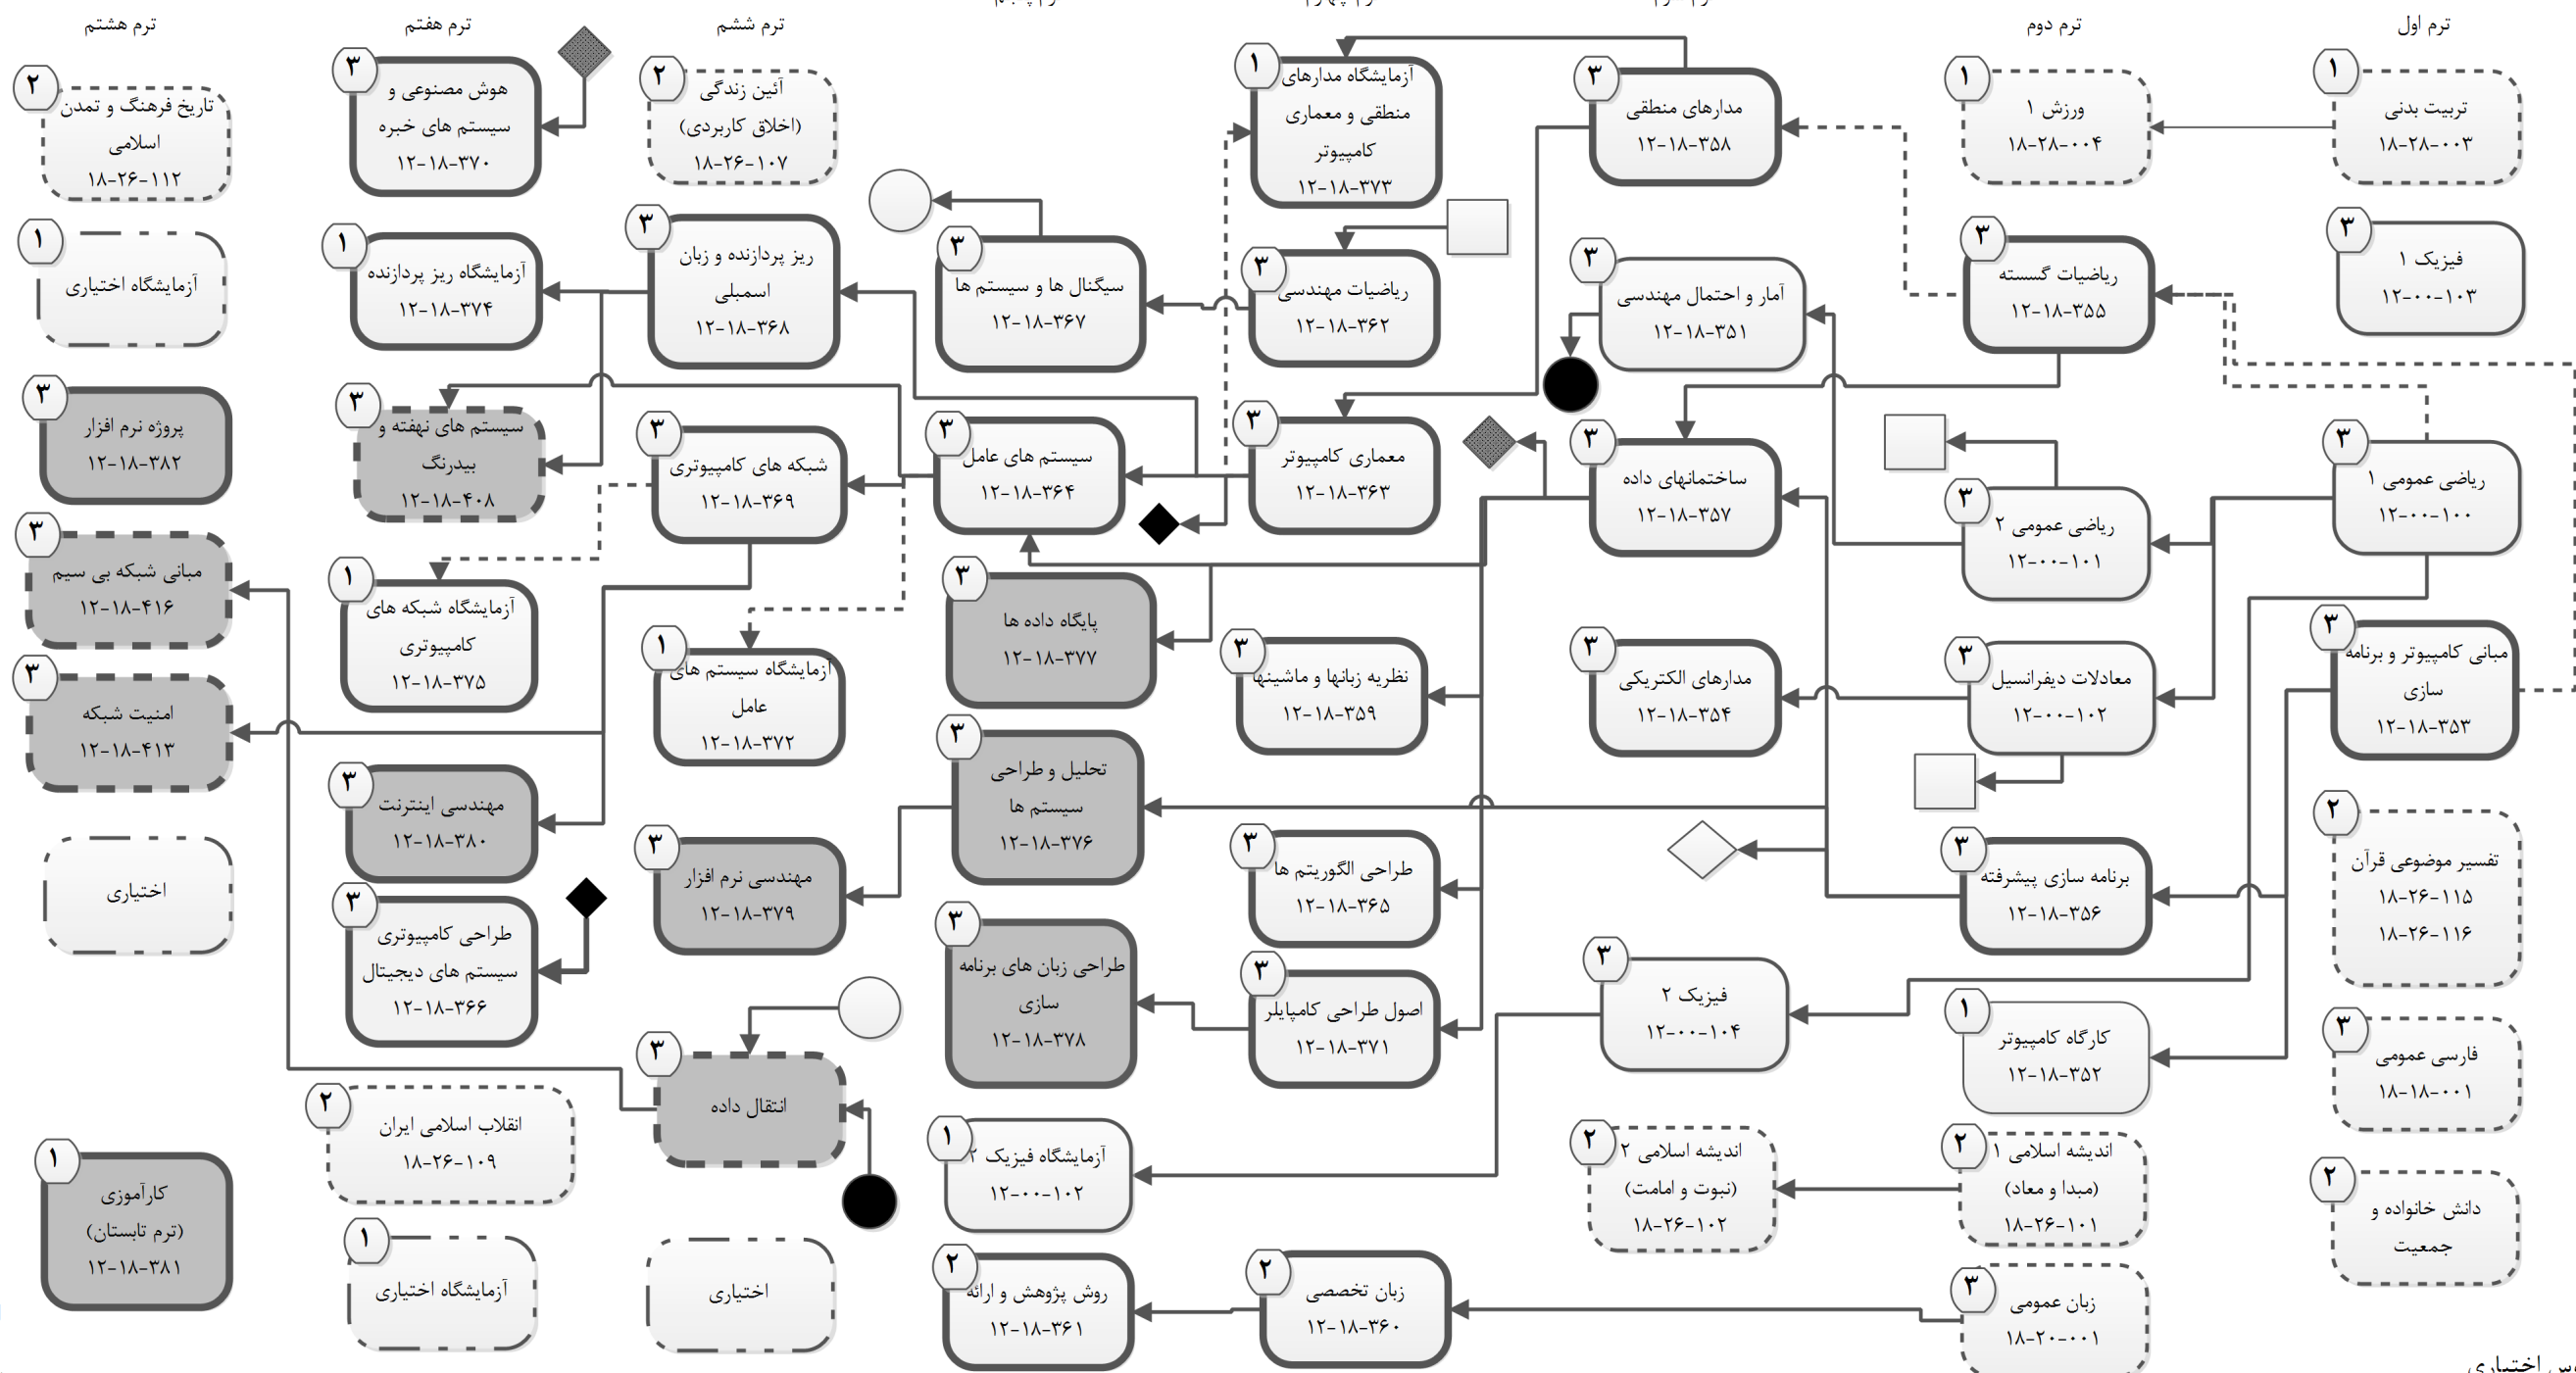 ترم اول
ترم دوم
ترم ششم
ترم هفتم
ترم هشتم
۱
تربیت بدنی
۱۸-۲۸-۰۰۳
۳
فیزیک ۱
۱۲-۰۰-۱۰۳
۳
ریاضی عمومی ۱
۱۲-۰۰-۱۰۰
۳
مبانی کامپیوتر و برنامه
سازی
۱۲-۱۸-۳۵۳
۲
تفسیر موضوعی قرآن
۱۸-۲۶-۱۱۵
۱۸-۲۶-۱۱۶
۳
فارسی عمومی
۱۸-۱۸-۰۰۱
۲
دانش خانواده و
جمعیت
۱
ورزش ۱
۱۸-۲۸-۰۰۴
۳
ریاضیات گسسته
۱۲-۱۸-۳۵۵
۳
ریاضی عمومی ۲
۱۲-۰۰-۱۰۱
۳
معادلات دیفرانسیل
۱۲-۰۰-۱۰۲
۳
برنامه سازی پیشرفته
۱۲-۱۸-۳۵۶
۱
کارگاه کامپیوتر
۱۲-۱۸-۳۵۲
۲
اندیشه اسلامی ۱
(مبدا و معاد)
۱۸-۲۶-۱۰۱
۳
زبان عمومی
۱۸-۲۰-۰۰۱
۳
مدارهای منطقی
۱۲-۱۸-۳۵۸
۳
آمار و احتمال مهندسی
۱۲-۱۸-۳۵۱
۳
ساختمانهای داده
۱۲-۱۸-۳۵۷
۳
مدارهای الکتریکی
۱۲-۱۸-۳۵۴
۳
فیزیک ۲
۱۲-۰۰-۱۰۴
۲
اندیشه اسلامی ۲
(نبوت و امامت)
۱۸-۲۶-۱۰۲
۱
آزمایشگاه مدارهای
منطقی و معماری
کامپیوتر
۱۲-۱۸-۳۷۳
۳
ریاضیات مهندسی
۱۲-۱۸-۳۶۲
۳
معماری کامپیوتر
۱۲-۱۸-۳۶۳
۳
نظریه زبانها و ماشینها
۱۲-۱۸-۳۵۹
۳
طراحی الگوریتم ها
۱۲-۱۸-۳۶۵
۳
اصول طراحی کامپایلر
۱۲-۱۸-۳۷۱
۲
زبان تخصصی
۱۲-۱۸-۳۶۰
۳
سیگنال ها و سیستم ها
۱۲-۱۸-۳۶۷
۳
سیستم های عامل
۱۲-۱۸-۳۶۴
۳
پایگاه داده ها
۱۲-۱۸-۳۷۷
۳
تحلیل و طراحی
سیستم ها
۱۲-۱۸-۳۷۶
۳
طراحی زبان های برنامه
سازی
۱۲-۱۸-۳۷۸
۱
آزمایشگاه فیزیک ۲
۱۲-۰۰-۱۰۲
۲
روش پژوهش و ارائه
۱۲-۱۸-۳۶۱
۲
آئین زندگی
(اخلاق کاربردی)
۱۸-۲۶-۱۰۷
۳
ریز پردازنده و زبان
اسمبلی
۱۲-۱۸-۳۶۸
۳
شبکه های کامپیوتری
۱۲-۱۸-۳۶۹
۱
آزمایشگاه سیستم های
عامل
۱۲-۱۸-۳۷۲
۳
مهندسی نرم افزار
۱۲-۱۸-۳۷۹
۳
انتقال داده
اختیاری
۳
هوش مصنوعی و
سیستم های خبره
۱۲-۱۸-۳۷۰
۱
آزمایشگاه ریز پردازنده
۱۲-۱۸-۳۷۴
۳
سیستم های نهفته و
بیدرنگ
۱۲-۱۸-۴۰۸
۱
آزمایشگاه شبکه های
کامپیوتری
۱۲-۱۸-۳۷۵
۳
مهندسی اینترنت
۱۲-۱۸-۳۸۰
۳
طراحی کامپیوتری
سیستم های دیجیتال
۱۲-۱۸-۳۶۶
۲
انقلاب اسلامی ایران
۱۸-۲۶-۱۰۹
۱
آزمایشگاه اختیاری
۲
تاریخ فرهنگ و تمدن
اسلامی
۱۸-۲۶-۱۱۲
۱
آزمایشگاه اختیاری
۳
پروژه نرم افزار
۱۲-۱۸-۳۸۲
۳
مبانی شبکه بی سیم
۱۲-۱۸-۴۱۶
۳
امنیت شبکه
۱۲-۱۸-۴۱۳
اختیاری
۱
کارآموزی
(ترم تابستان)
۱۲-۱۸-۳۸۱
اختیاری